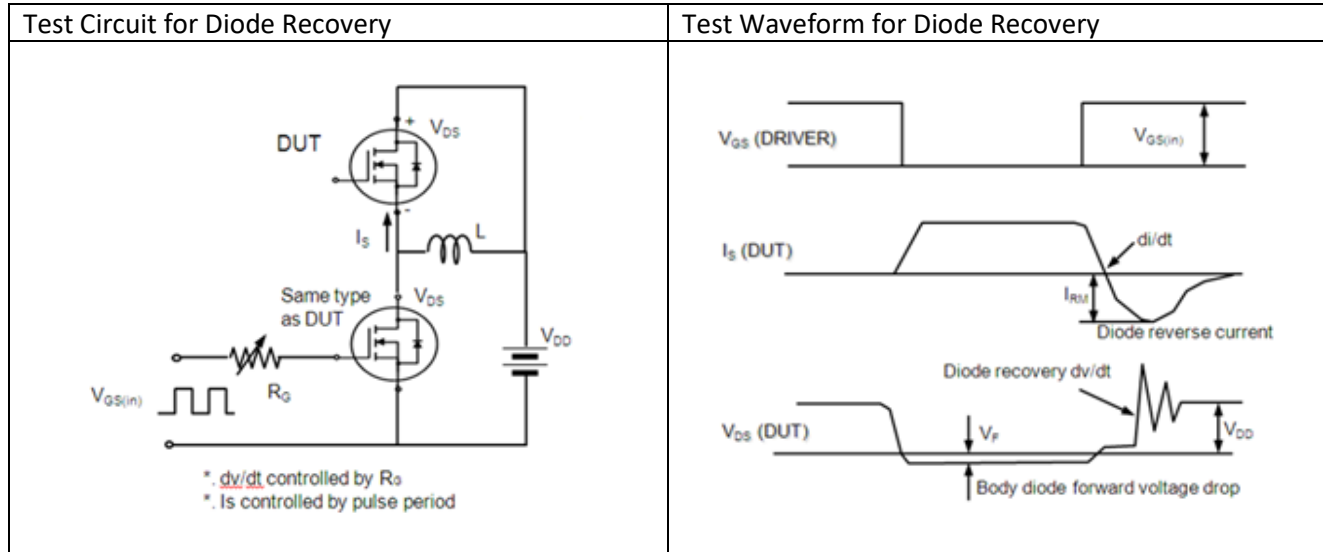 Test Circuit for Diode Recovery
Test Waveform for Diode Recovery
DUT
+
VDS
-
IS
L
Same type
as DUT
VDS
VDD
RG
VGS(in)
*. dv/dt controlled by RG
*. Is controlled by pulse period
VGS (DRIVER)
VGS(in)
IS (DUT)
di/dt
IRM
Diode reverse current
Diode recovery dv/dt
VDS (DUT)
VF
VDD
Body diode forward voltage drop